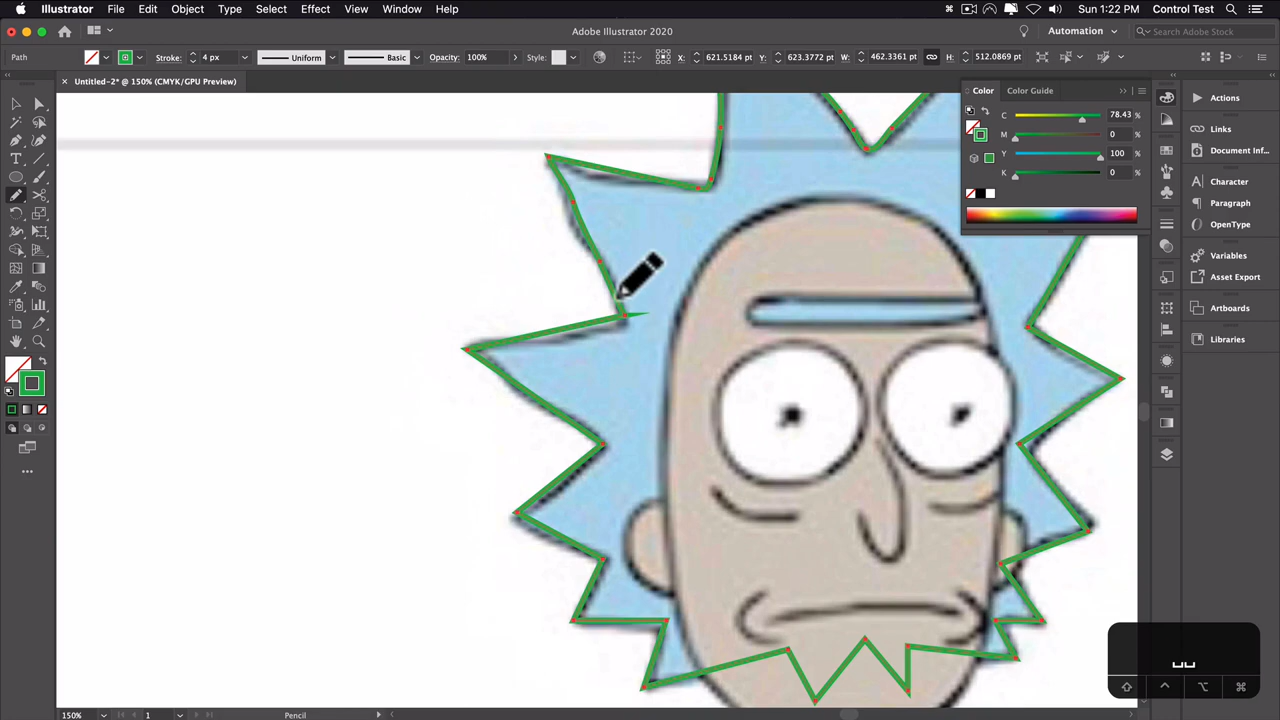 Illustrator File Edit Object Type Select Effect View Window Help Sun 1:22 PM Control Test
Adobe Illustrator 2020 Automation Search Adobe Stock
Path Stroke: 4 px Uniform Basic Opacity: 100% Style: X: 621.5184 pt Y: 623.3772 pt W: 462.3361 pt H: 512.0869 pt
× Untitled-2* @ 150% (CMYK/GPU Preview)
Color Color Guide
C 78.43 %
M 0 %
Y 100 %
K 0 %
Actions
Links
Document Inf...
Character
Paragraph
OpenType
Variables
Asset Export
Artboards
Libraries
150% 1 Pencil